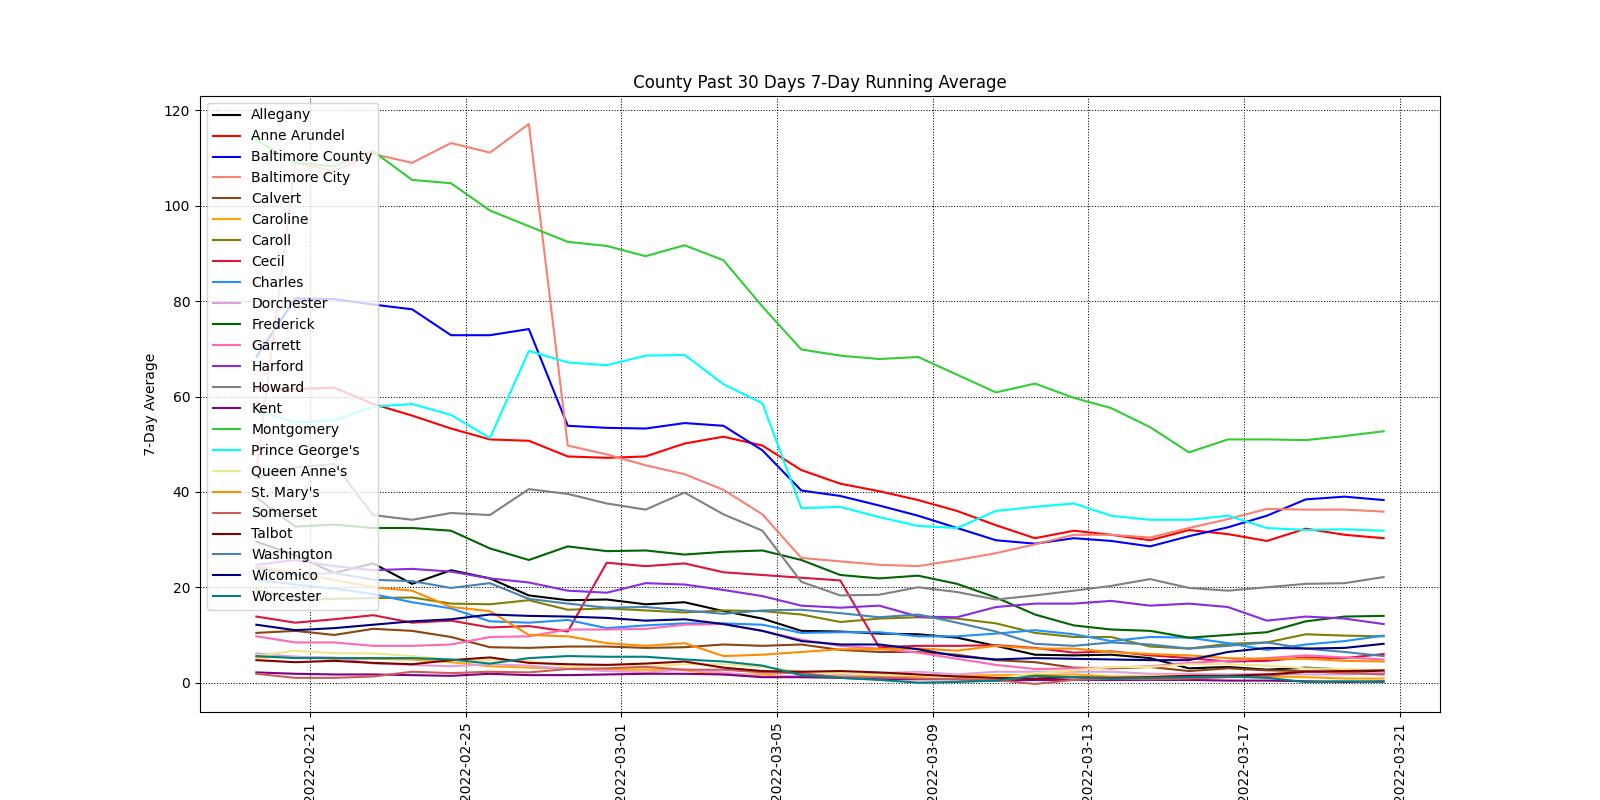 County Past 30 Days 7-Day Running Average
120
100
80
60
40
20
0
7-Day Average
Allegany
Anne Arundel
Baltimore County
Baltimore City
Calvert
Caroline
Caroll
Cecil
Charles
Dorchester
Frederick
Garrett
Harford
Howard
Kent
Montgomery
Prince George's
Queen Anne's
St. Mary's
Somerset
Talbot
Washington
Wicomico
Worcester
2022-02-21
2022-02-25
2022-03-01
2022-03-05
2022-03-09
2022-03-13
2022-03-17
2022-03-21